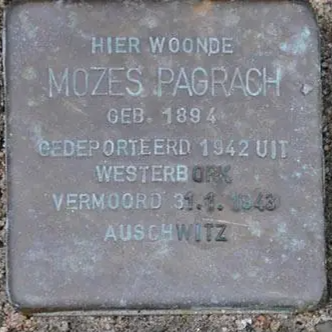 HIER WOONDE
MOZES PAGRACH
GEB. 1894
GEDEPORTEERD 1942 UIT
WESTERBORK
VERMOORD 31.1. 1943
AUSCHWITZ